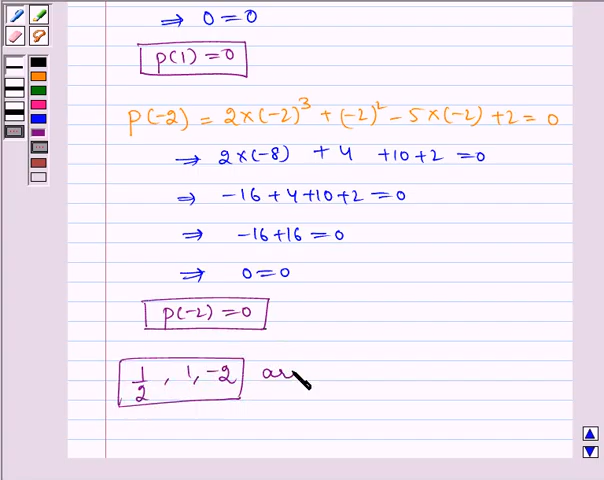 ⇒ 0 = 0
p(1) = 0
p(-2) = 2×(-2)³ + (-2)² - 5×(-2) + 2 = 0
⇒ 2×(-8) + 4 + 10 + 2 = 0
⇒ -16 + 4 + 10 + 2 = 0
⇒ -16 + 16 = 0
⇒ 0 = 0
p(-2) = 0
1/2, 1, -2 ar